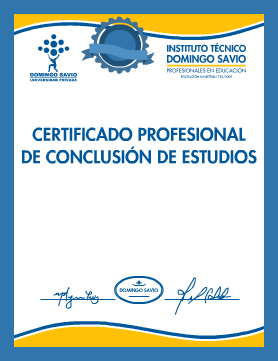 DOMINGO SAVIO
UNIVERSIDAD PRIVADA
INSTITUTO TÉCNICO
DOMINGO SAVIO
PROFESIONALES EN EDUCACIÓN
CERTIFICADO PROFESIONAL
DE CONCLUSIÓN DE ESTUDIOS
DOMINGO SAVIO